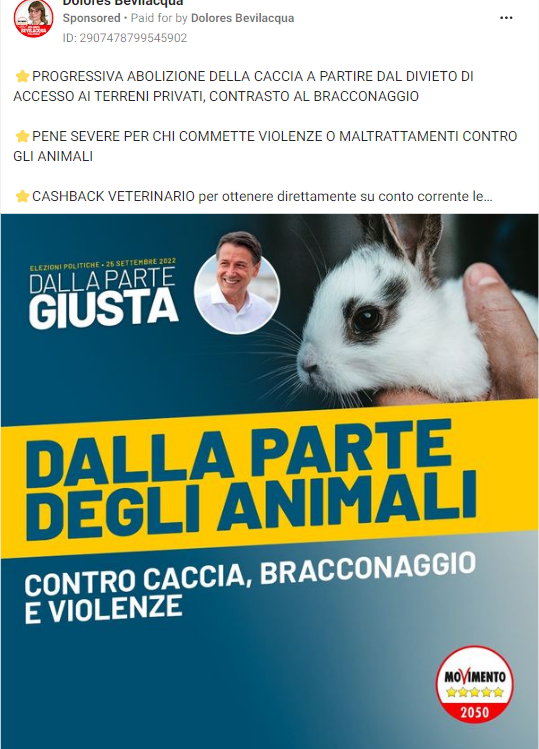 Dolores Bevilacqua
Sponsored • Paid for by Dolores Bevilacqua
ID: 2907478799545902
⭐PROGRESSIVA ABOLIZIONE DELLA CACCIA A PARTIRE DAL DIVIETO DI
ACCESSO AI TERRENI PRIVATI, CONTRASTO AL BRACCONAGGIO
⭐PENE SEVERE PER CHI COMMETTE VIOLENZE O MALTRATTAMENTI CONTRO
GLI ANIMALI
⭐CASHBACK VETERINARIO per ottenere direttamente su conto corrente le...
ELEZIONI POLITICHE • 25 SETTEMBRE 2022
DALLA PARTE
GIUSTA
DALLA PARTE
DEGLI ANIMALI
CONTRO CACCIA, BRACCONAGGIO
E VIOLENZE
MOVIMENTO
2050